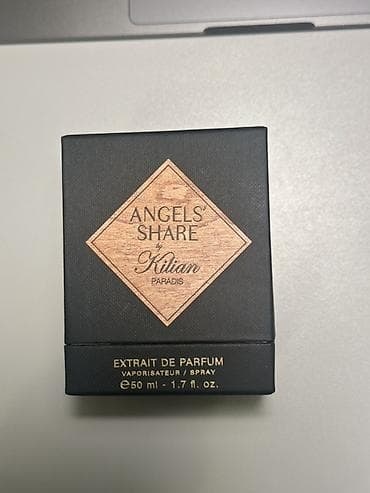 ANGELS'
SHARE
by
Kilian
PARADIS
EXTRAIT DE PARFUM
VAPORISATEUR / SPRAY
℮50 ml - 1.7 fl. oz.